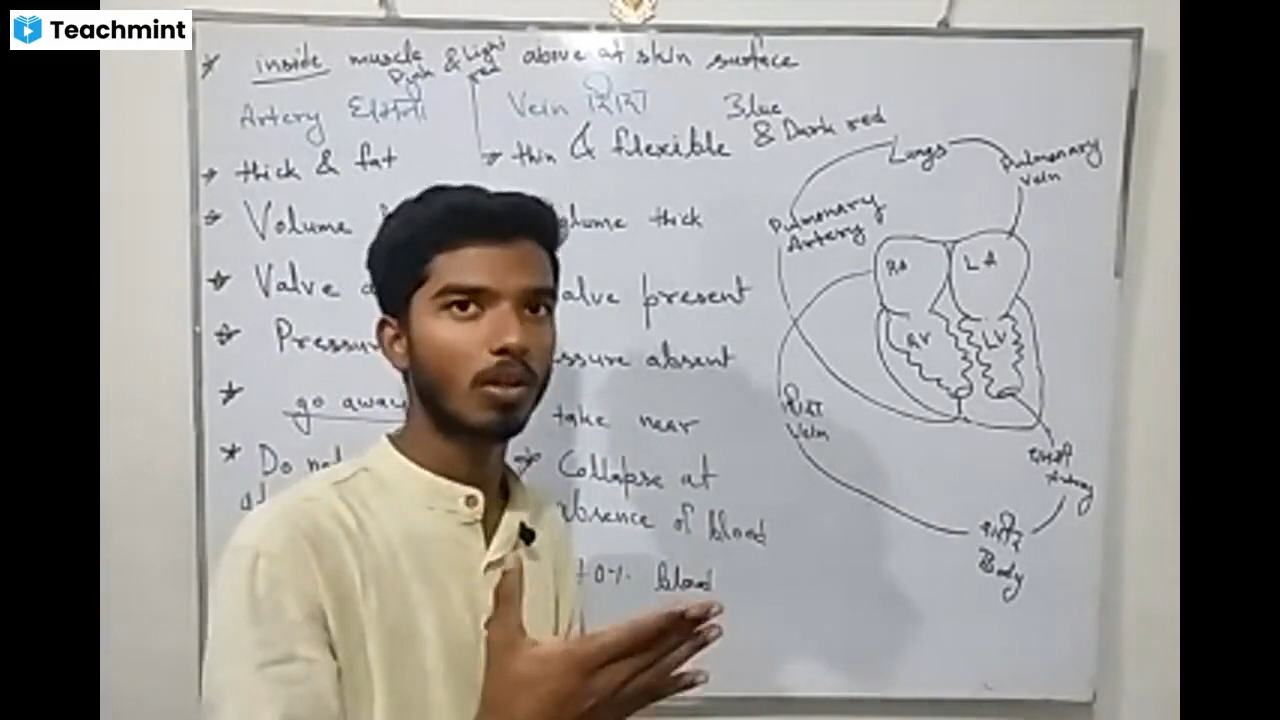 Teachmint
* inside muscle above at skin surface
& Light
red
Artery धमनी
Vein शिरा
Blue
& Dark red
* thick & fat
* thin & flexible
* Volume
volume thick
* Valve
valve present
* Pressure
pressure absent
* go away
take near
* Do not
* Collapse at
absence of blood
blood
Lungs
Pulmonary
Vein
Pulmonary
Artery
RA
LA
RV
LV
शिरा
Vein
धमनी
Artery
शरीर
Body